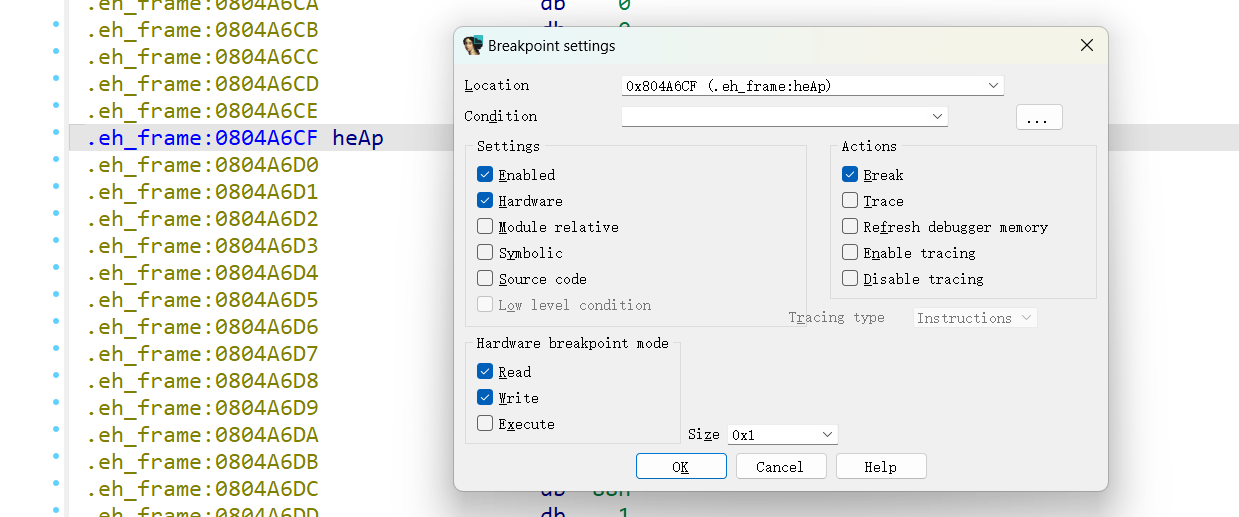 .eh_frame:0804A6CA db 0
.eh_frame:0804A6CB
.eh_frame:0804A6CC
.eh_frame:0804A6CD
.eh_frame:0804A6CE
.eh_frame:0804A6CF heAp
.eh_frame:0804A6D0
.eh_frame:0804A6D1
.eh_frame:0804A6D2
.eh_frame:0804A6D3
.eh_frame:0804A6D4
.eh_frame:0804A6D5
.eh_frame:0804A6D6
.eh_frame:0804A6D7
.eh_frame:0804A6D8
.eh_frame:0804A6D9
.eh_frame:0804A6DA
.eh_frame:0804A6DB
.eh_frame:0804A6DC db
.eh_frame:0804A6DD db 1
Breakpoint settings
Location 0x804A6CF (.eh_frame:heAp)
Condition ...
Settings
Enabled
Hardware
Module relative
Symbolic
Source code
Low level condition
Actions
Break
Trace
Refresh debugger memory
Enable tracing
Disable tracing
Tracing type Instructions
Hardware breakpoint mode
Read
Write
Execute
Size 0x1
OK Cancel Help